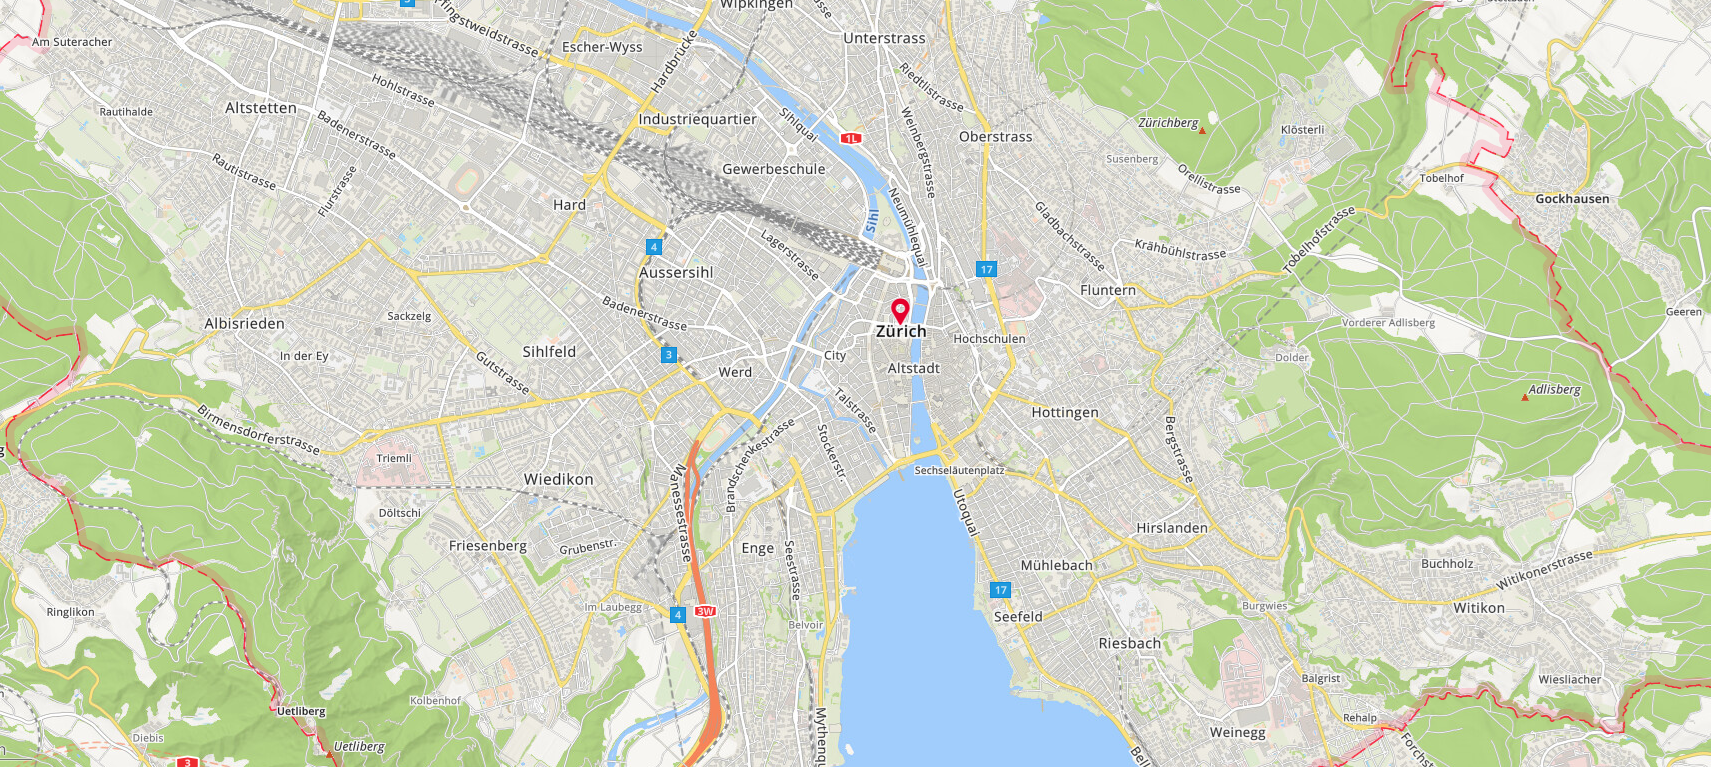 Wipkingen
Stettbach
Pfingstweidstrasse
Unterstrass
Am Suteracher
Escher-Wyss
Hardbrücke
Hohlstrasse
Riedtlistrasse
Altstetten
Rautihalde
Badenerstrasse
Industriequartier
Sihlquai
Weinbergstrasse
Oberstrass
Zürichberg
Klösterli
1L
Susenberg
Gewerbeschule
Rautistrasse
Flurstrasse
Orellistrasse
Tobelhof
Gockhausen
Hard
Sihl
Neumühlequai
Gladbachstrasse
Tobelhofstrasse
4
Lagerstrasse
Krähbühlstrasse
Aussersihl
17
Fluntern
Badenerstrasse
Sackzelg
Albisrieden
Zürich
Hochschulen
Vorderer Adlisberg
Geeren
In der Ey
Sihlfeld
3
City
Dolder
Werd
Altstadt
Gutstrasse
Adlisberg
Talstrasse
Hottingen
Birmensdorferstrasse
Stockerstr.
Bergstrasse
Triemli
Brandschenkestrasse
Sechseläutenplatz
Wiedikon
Manessestrasse
Utoquai
Döltschi
Hirslanden
Friesenberg
Grubenstr.
Enge
Seestrasse
Mühlebach
Buchholz
Witikonerstrasse
17
Ringlikon
Im Laubegg
4
3W
Belvoir
Seefeld
Burgwies
Witikon
Riesbach
Balgrist
Wiesliacher
Kolbenhof
Uetliberg
Rehalp
Diebis
Uetliberg
Weinegg
3